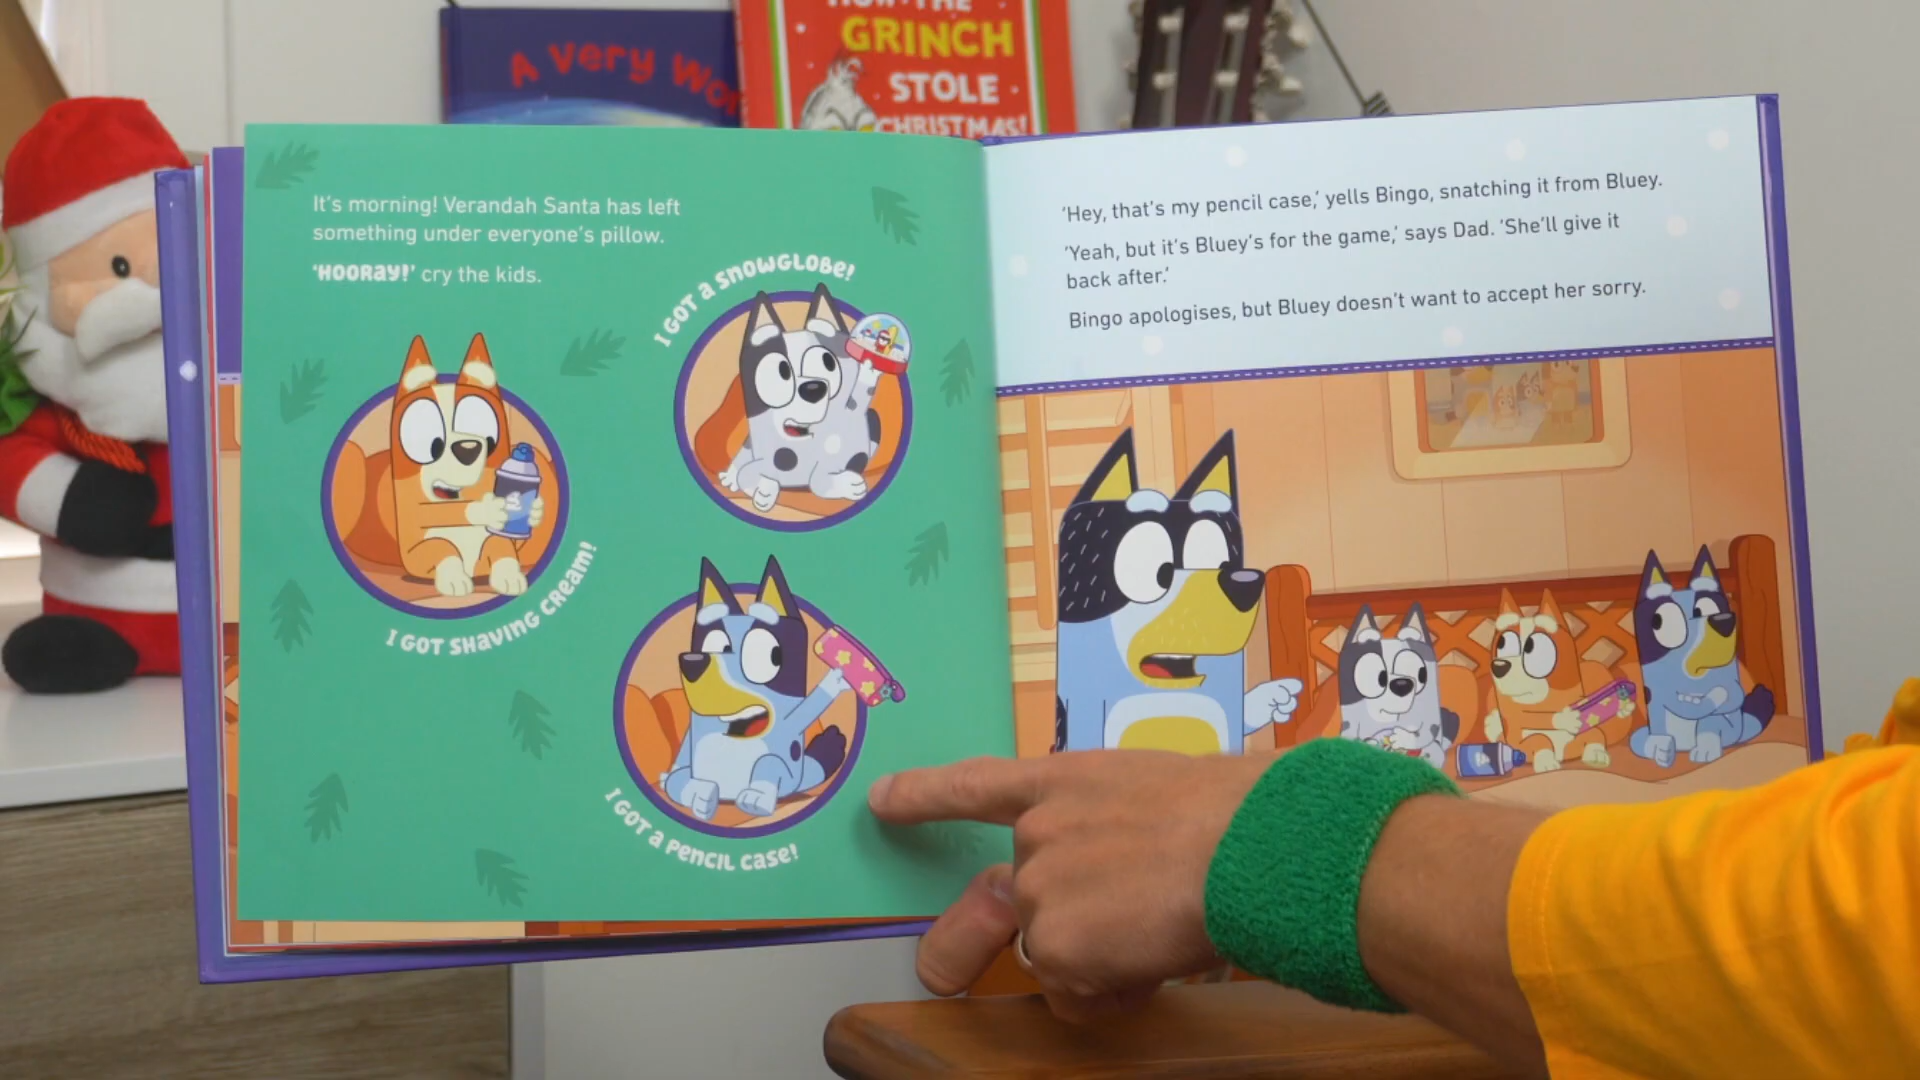 A Very Wo
HOW THE
GRINCH
STOLE
CHRISTMAS!
It's morning! Verandah Santa has left
something under everyone's pillow.
'HOORAY!' cry the kids.
I GOT a SNOWGLOBE!
I GOT SHAVING CREAM!
I GOT a PENCIL CASE!
'Hey, that's my pencil case,' yells Bingo, snatching it from Bluey.
'Yeah, but it's Bluey's for the game,' says Dad. 'She'll give it
back after.'
Bingo apologises, but Bluey doesn't want to accept her sorry.